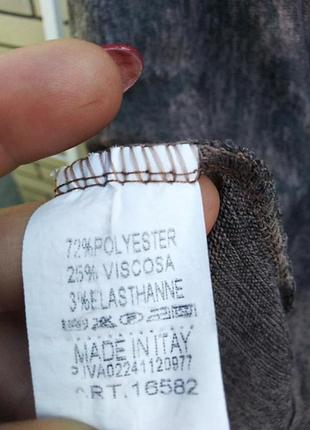 72%POLYESTER
25% VISCOSA
3%ELASTHANNE
MADE IN ITAY
P.IVA02241120977
ART. 16582